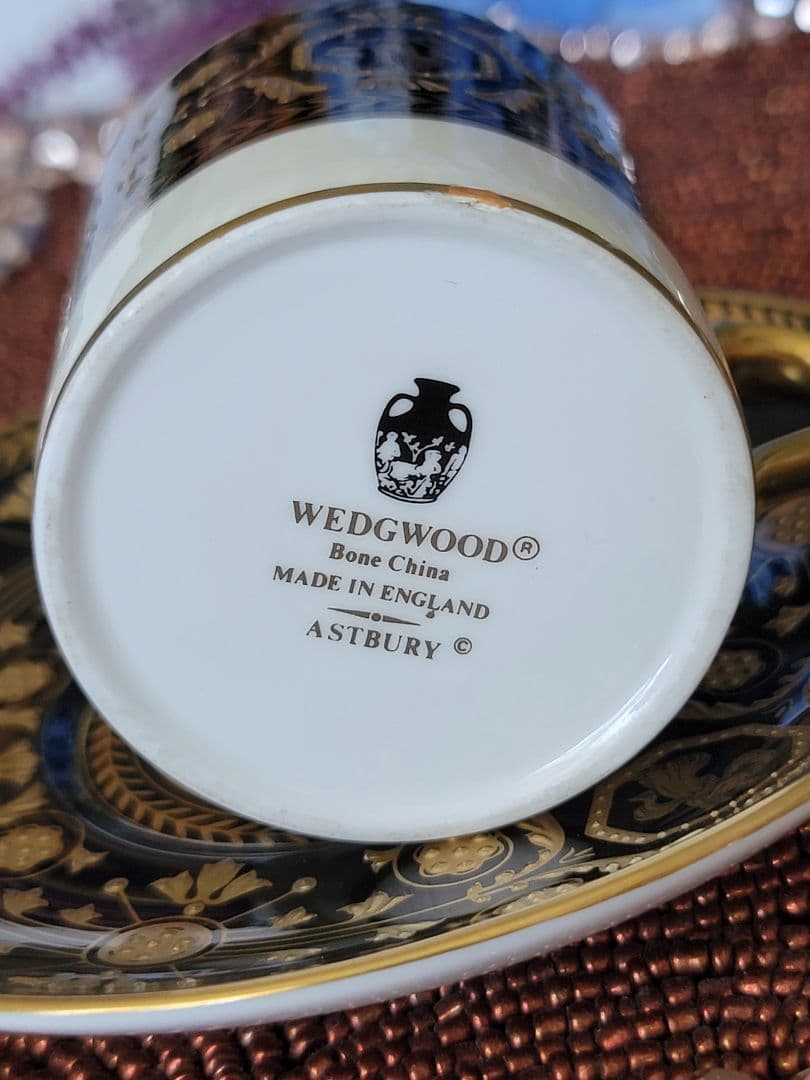 WEDGWOOD®
Bone China
MADE IN ENGLAND
ASTBURY ©